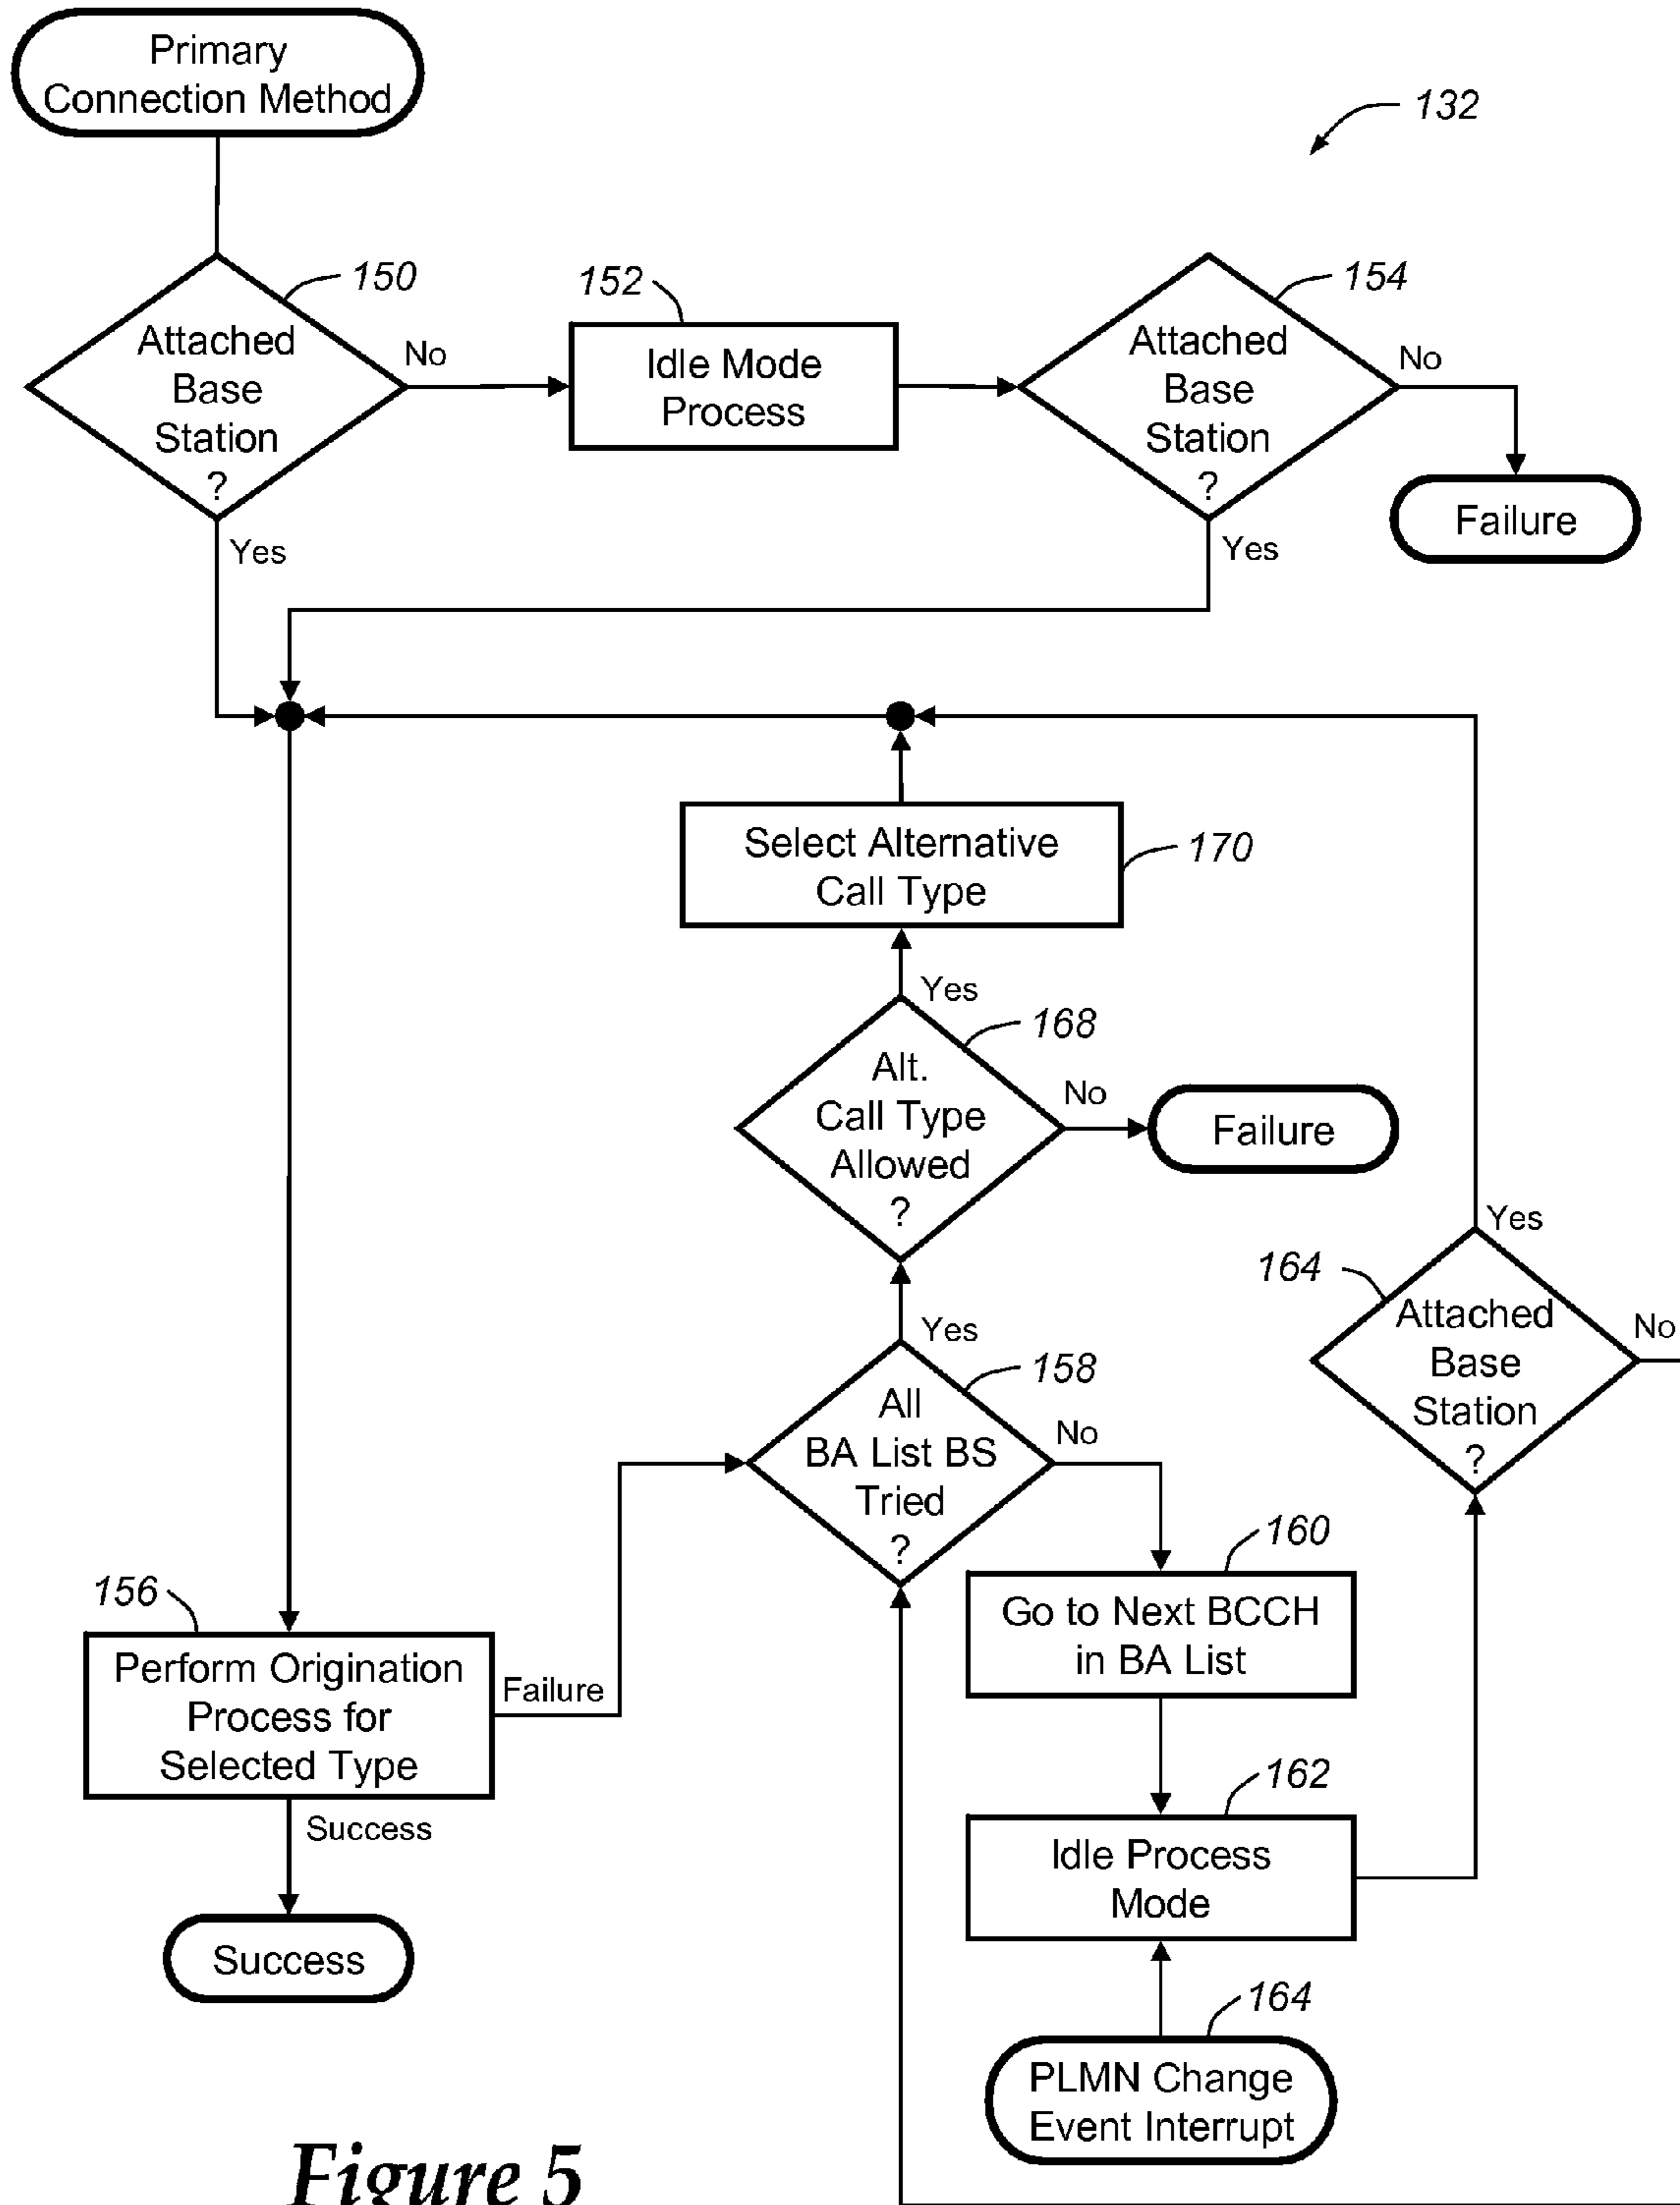 Primary
Connection Method
132
150
Attached
Base
Station
?
No
Yes
152
Idle Mode
Process
154
Attached
Base
Station
?
No
Yes
Failure
Select Alternative
Call Type
170
Yes
168
Alt.
Call Type
Allowed
?
No
Failure
Yes
164
Attached
Base
Station
?
No
Yes
158
All
BA List BS
Tried
?
No
160
Go to Next BCCH
in BA List
156
Perform Origination
Process for
Selected Type
Failure
Success
Success
162
Idle Process
Mode
164
PLMN Change
Event Interrupt
Figure 5